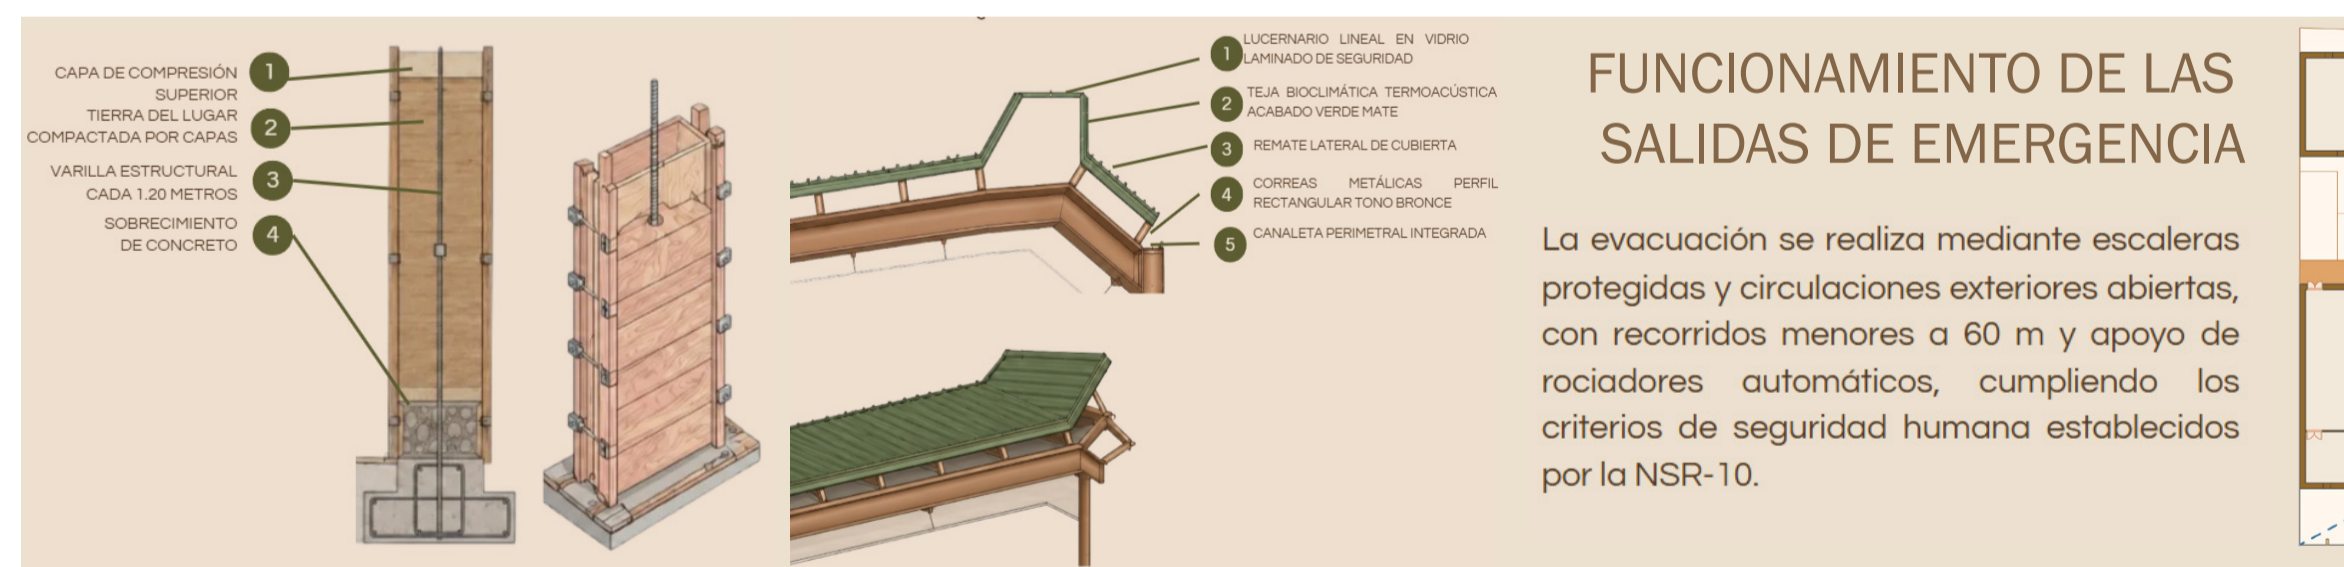 1
CAPA DE COMPRESIÓN
SUPERIOR
2
TIERRA DEL LUGAR
COMPACTADA POR CAPAS
3
VARILLA ESTRUCTURAL
CADA 1.20 METROS
4
SOBRECIMIENTO
DE CONCRETO
1
LUCERNARIO LINEAL EN VIDRIO
LAMINADO DE SEGURIDAD
2
TEJA BIOCLIMÁTICA TERMOACÚSTICA
ACABADO VERDE MATE
3
REMATE LATERAL DE CUBIERTA
4
CORREAS METÁLICAS PERFIL
RECTANGULAR TONO BRONCE
5
CANALETA PERIMETRAL INTEGRADA
FUNCIONAMIENTO DE LAS
SALIDAS DE EMERGENCIA
La evacuación se realiza mediante escaleras
protegidas y circulaciones exteriores abiertas,
con recorridos menores a 60 m y apoyo de
rociadores automáticos, cumpliendo los
criterios de seguridad humana establecidos
por la NSR-10.